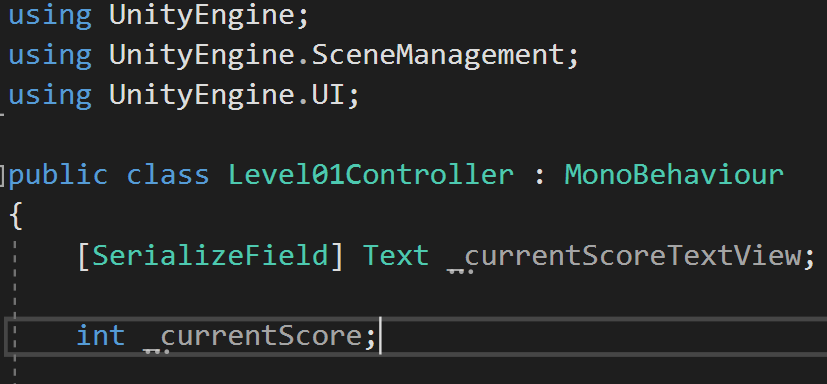 using UnityEngine;
using UnityEngine.SceneManagement;
using UnityEngine.UI;
public class Level01Controller : MonoBehaviour
{
[SerializeField] Text _currentScoreTextView;
int _currentScore;